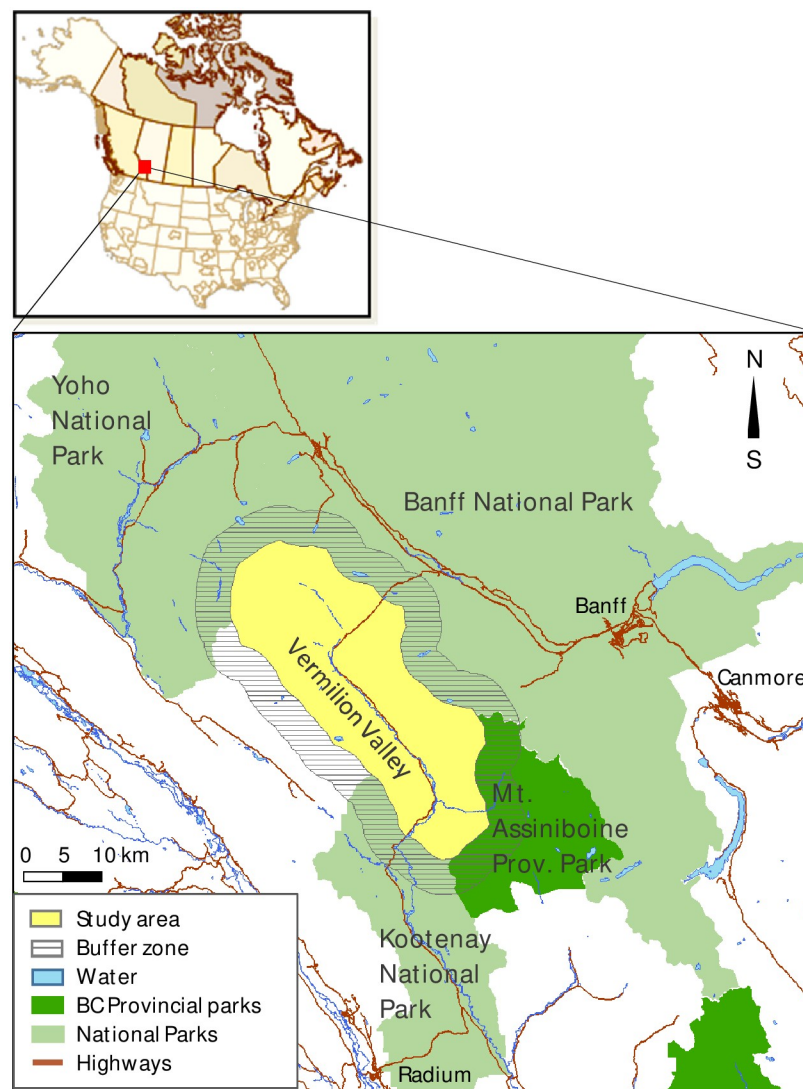 Yoho
National
Park
N
S
Banff National Park
Banff
Canmore
Vermilion Valley
Mt.
Assiniboine
Prov. Park
0 5 10 km
Kootenay
National
Park
Radium
Study area
Buffer zone
Water
BC Provincial parks
National Parks
Highways